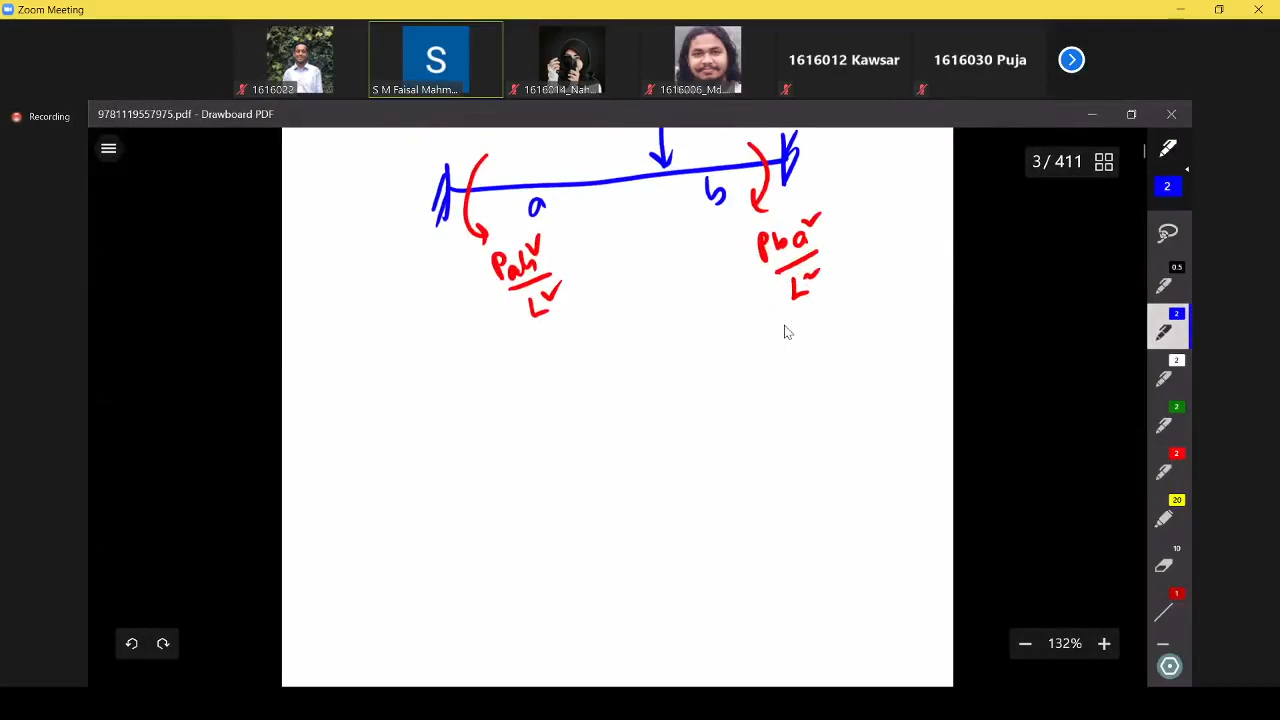 Zoom Meeting
S
1616012 Kawsar
1616030 Puja
1616022
S M Faisal Mahm...
1616014_Nah...
1616006_Md...
Recording
9781119557975.pdf - Drawboard PDF
3 / 411
2
0.5
2
2
2
2
20
10
1
a
b
Pab²
L²
Pba²
L²
132%